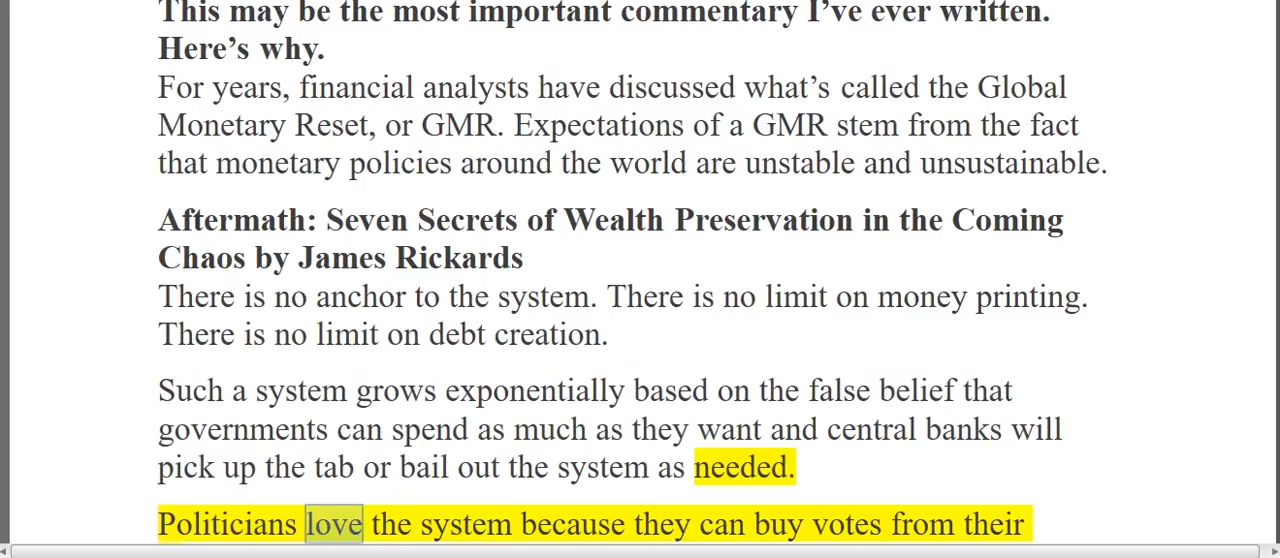 This may be the most important commentary I’ve ever written.
Here’s why.
For years, financial analysts have discussed what’s called the Global
Monetary Reset, or GMR. Expectations of a GMR stem from the fact
that monetary policies around the world are unstable and unsustainable.
Aftermath: Seven Secrets of Wealth Preservation in the Coming
Chaos by James Rickards
There is no anchor to the system. There is no limit on money printing.
There is no limit on debt creation.
Such a system grows exponentially based on the false belief that
governments can spend as much as they want and central banks will
pick up the tab or bail out the system as needed.
Politicians love the system because they can buy votes from their